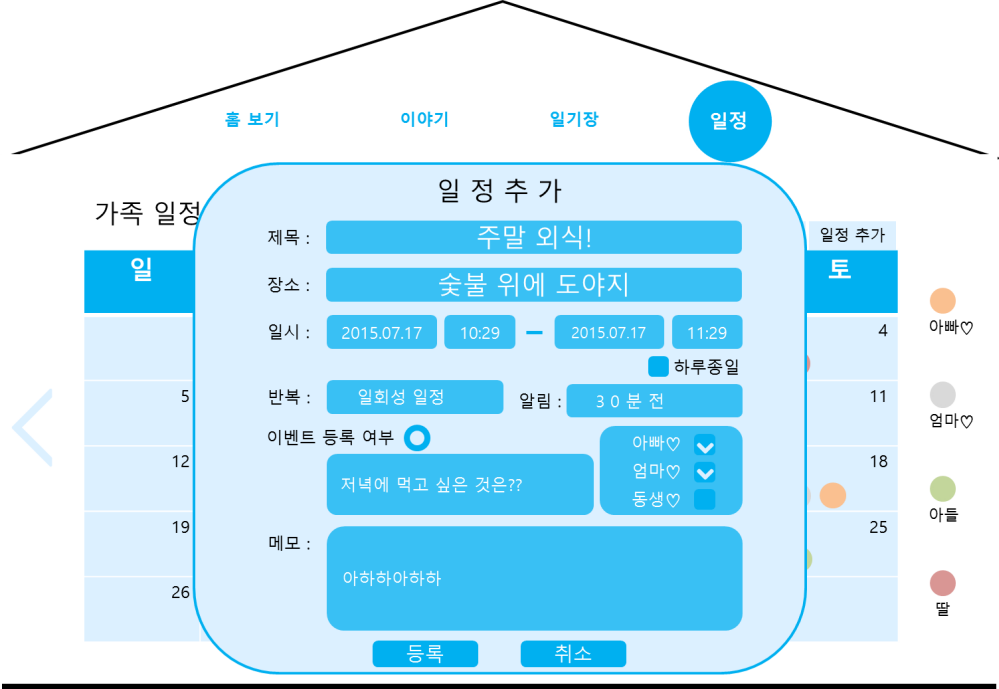 홈 보기 이야기 일기장 일정
가족 일정
일정 추가
일정추가
제목 : 주말 외식!
장소 : 숯불 위에 도야지
일시 : 2015.07.17 10:29 – 2015.07.17 11:29
하루종일
반복 : 일회성 일정 알림 : 30분 전
이벤트 등록 여부
저녁에 먹고 싶은 것은??
아빠♡
엄마♡
동생♡
메모 :
아하하아하하
등록 취소
일 토
4
5 11
12 18
19 25
26
아빠♡
엄마♡
아들
딸